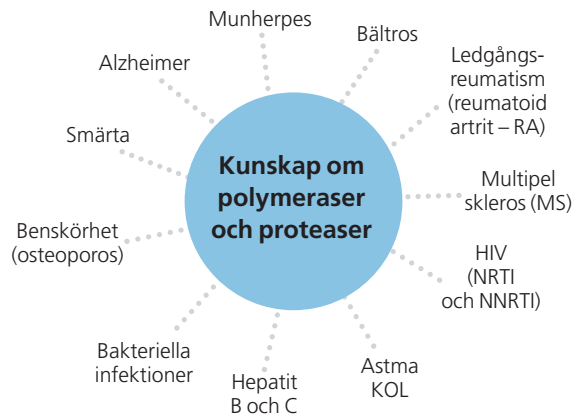 Munherpes
Bältros
Alzheimer
Ledgångs-
reumatism
(reumatoid
artrit – RA)
Smärta
Kunskap om
polymeraser
och proteaser
Multipel
skleros (MS)
Benskörhet
(osteoporos)
HIV
(NRTI
och NNRTI)
Bakteriella
infektioner
Hepatit
B och C
Astma
KOL